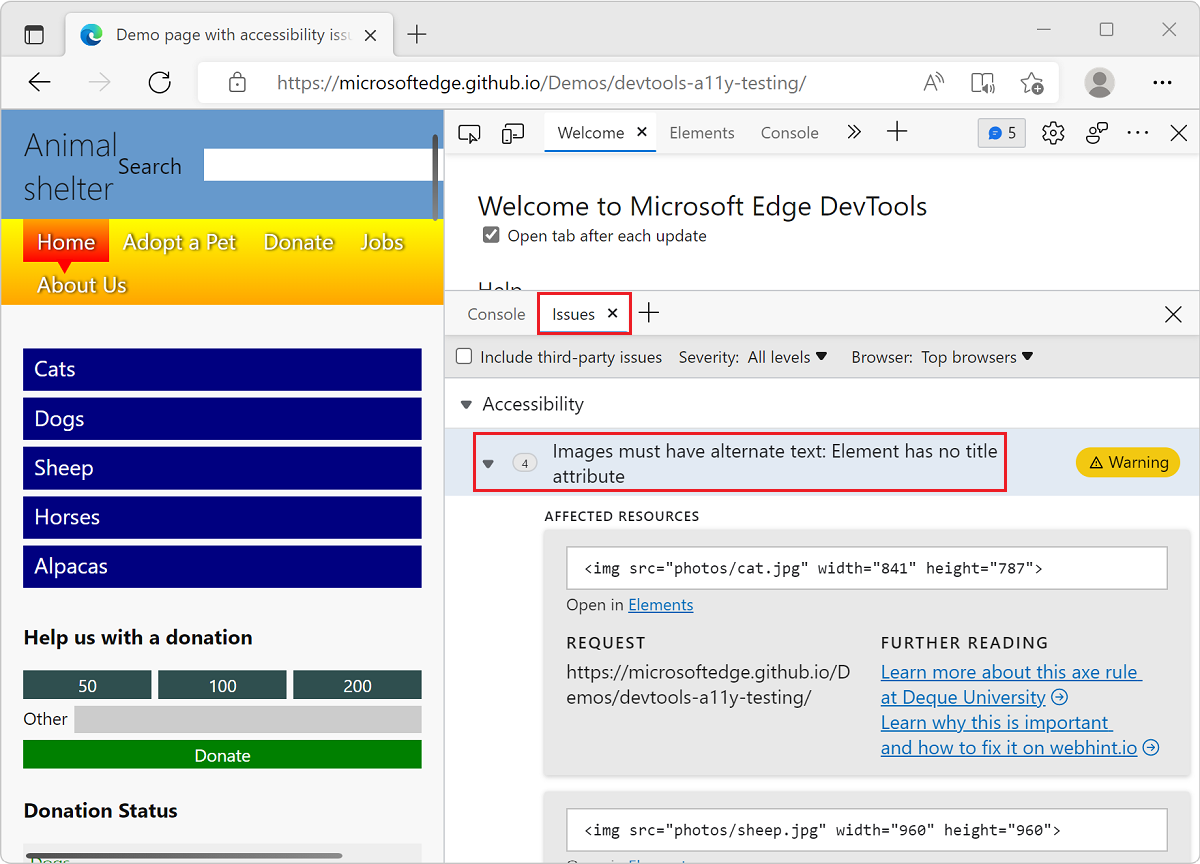 Demo page with accessibility issu
https://microsoftedge.github.io/Demos/devtools-a11y-testing/
Animal
shelter
Search
Home
Adopt a Pet
Donate
Jobs
About Us
Cats
Dogs
Sheep
Horses
Alpacas
Help us with a donation
50
100
200
Other
Donate
Donation Status
Dogs
Welcome
Elements
Console
5
Welcome to Microsoft Edge DevTools
Open tab after each update
Help
Console
Issues
Include third-party issues
Severity: All levels
Browser: Top browsers
Accessibility
4
Images must have alternate text: Element has no title
attribute
Warning
AFFECTED RESOURCES
<img src="photos/cat.jpg" width="841" height="787">
Open in Elements
REQUEST
https://microsoftedge.github.io/D
emos/devtools-a11y-testing/
FURTHER READING
Learn more about this axe rule
at Deque University
Learn why this is important
and how to fix it on webhint.io
<img src="photos/sheep.jpg" width="960" height="960">
Open in Elements